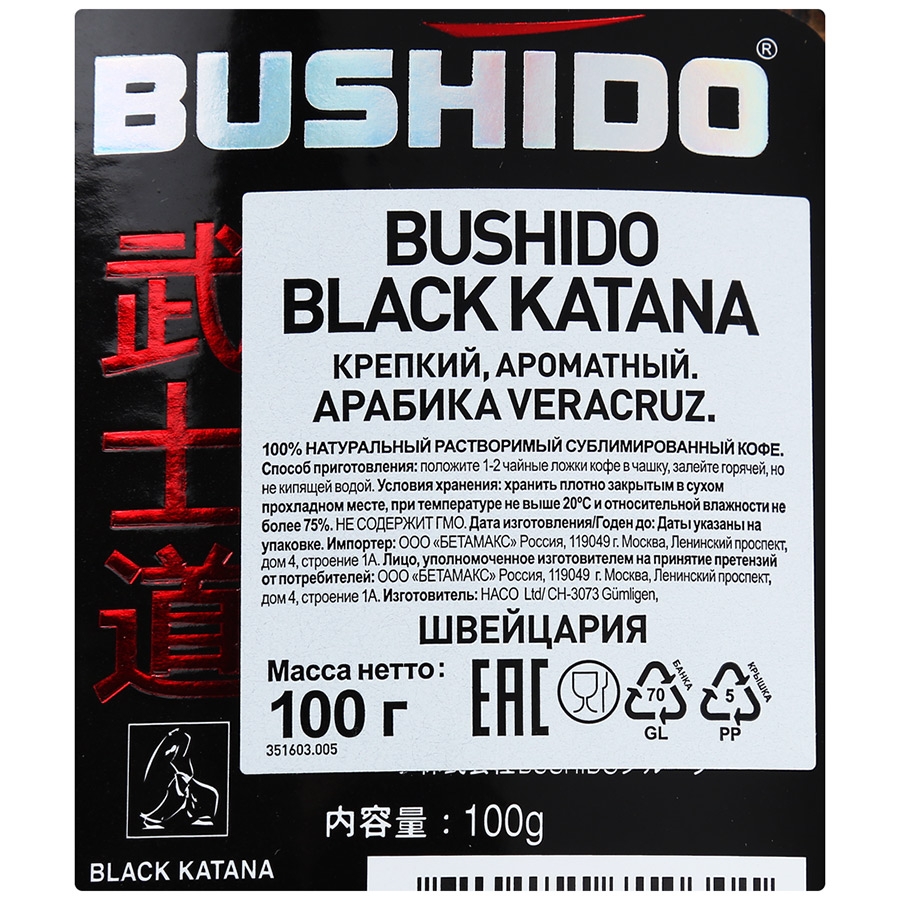 BUSHIDO®
武士道
BUSHIDO
BLACK KATANA
КРЕПКИЙ, АРОМАТНЫЙ.
АРАБИКА VERACRUZ.
100% НАТУРАЛЬНЫЙ РАСТВОРИМЫЙ СУБЛИМИРОВАННЫЙ КОФЕ.
Способ приготовления: положите 1-2 чайные ложки кофе в чашку, залейте горячей, но
не кипящей водой. Условия хранения: хранить плотно закрытым в сухом
прохладном месте, при температуре не выше 20ºС и относительной влажности не
более 75%. НЕ СОДЕРЖИТ ГМО. Дата изготовления/Годен до: Даты указаны на
упаковке. Импортер: ООО «БЕТАМАКС» Россия, 119049 г. Москва, Ленинский проспект,
дом 4, строение 1А. Лицо, уполномоченное изготовителем на принятие претензий
от потребителей: ООО «БЕТАМАКС» Россия, 119049 г. Москва, Ленинский проспект,
дом 4, строение 1А. Изготовитель: HACO Ltd/ CH-3073 Gümligen,
ШВЕЙЦАРИЯ
Масса нетто:
100 г
351603.005
EAC
70
GL
БАНКА
5
PP
КРЫШКА
内容量：100g
BLACK KATANA